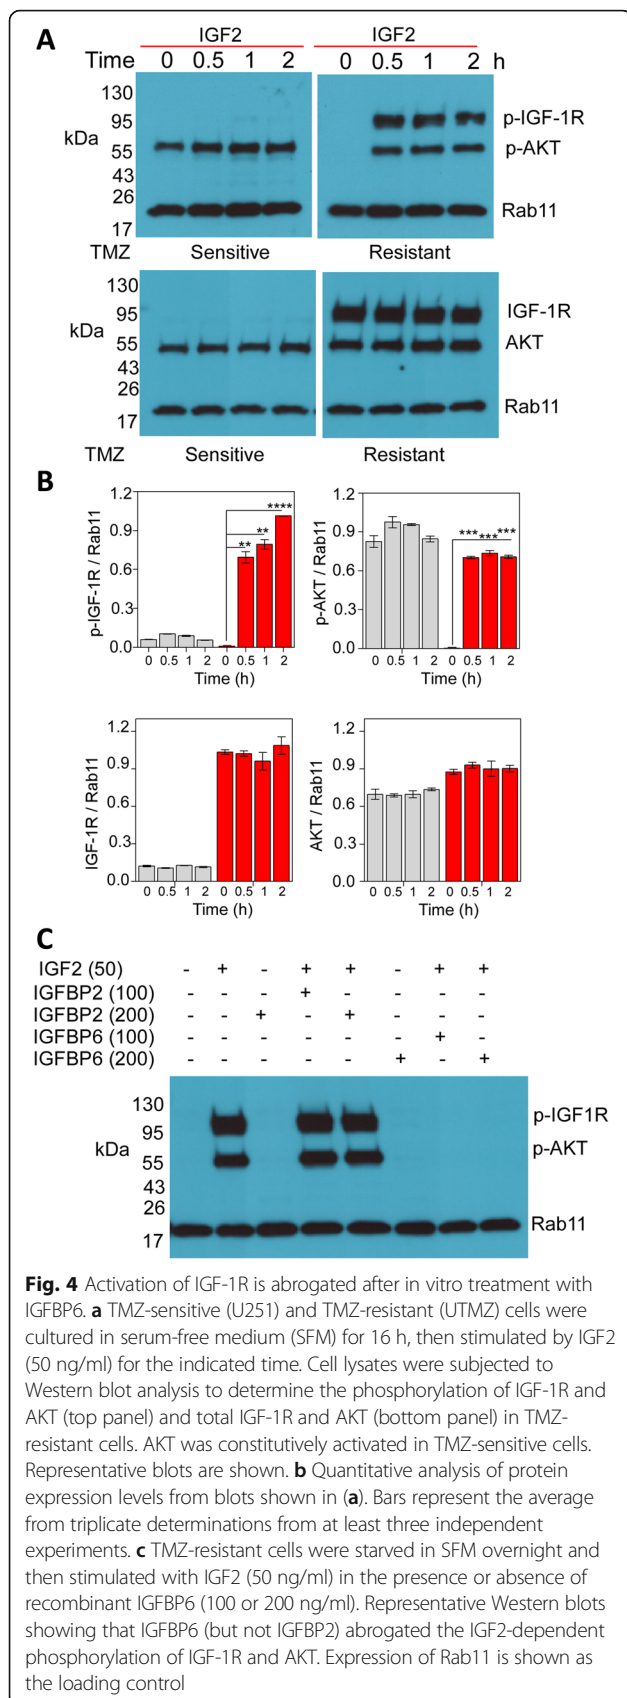 A
IGF2 IGF2
Time 0 0.5 1 2 0 0.5 1 2 h
130
95
kDa
55
43
26
17
p-IGF-1R
p-AKT
Rab11
TMZ Sensitive Resistant
130
95
kDa
55
43
26
17
IGF-1R
AKT
Rab11
TMZ Sensitive Resistant
B
p-IGF-1R / Rab11
1.2
0.9
0.6
0.3
0.0
** ** ****
0 0.5 1 2 0 0.5 1 2
Time (h)
p-AKT / Rab11
1.2
0.9
0.6
0.3
0.0
*** *** ***
0 0.5 1 2 0 0.5 1 2
Time (h)
IGF-1R / Rab11
1.2
0.9
0.6
0.3
0.0
0 0.5 1 2 0 0.5 1 2
Time (h)
AKT / Rab11
1.2
0.9
0.6
0.3
0.0
0 0.5 1 2 0 0.5 1 2
Time (h)
C
IGF2 (50) - + - + + - + +
IGFBP2 (100) - - - + - - - -
IGFBP2 (200) - - + - + - - -
IGFBP6 (100) - - - - - - + -
IGFBP6 (200) - - - - - + - +
130
95
kDa
55
43
26
17
p-IGF1R
p-AKT
Rab11
Fig. 4 Activation of IGF-1R is abrogated after in vitro treatment with
IGFBP6. a TMZ-sensitive (U251) and TMZ-resistant (UTMZ) cells were
cultured in serum-free medium (SFM) for 16 h, then stimulated by IGF2
(50 ng/ml) for the indicated time. Cell lysates were subjected to
Western blot analysis to determine the phosphorylation of IGF-1R and
AKT (top panel) and total IGF-1R and AKT (bottom panel) in TMZ-
resistant cells. AKT was constitutively activated in TMZ-sensitive cells.
Representative blots are shown. b Quantitative analysis of protein
expression levels from blots shown in (a). Bars represent the average
from triplicate determinations from at least three independent
experiments. c TMZ-resistant cells were starved in SFM overnight and
then stimulated with IGF2 (50 ng/ml) in the presence or absence of
recombinant IGFBP6 (100 or 200 ng/ml). Representative Western blots
showing that IGFBP6 (but not IGFBP2) abrogated the IGF2-dependent
phosphorylation of IGF-1R and AKT. Expression of Rab11 is shown as
the loading control